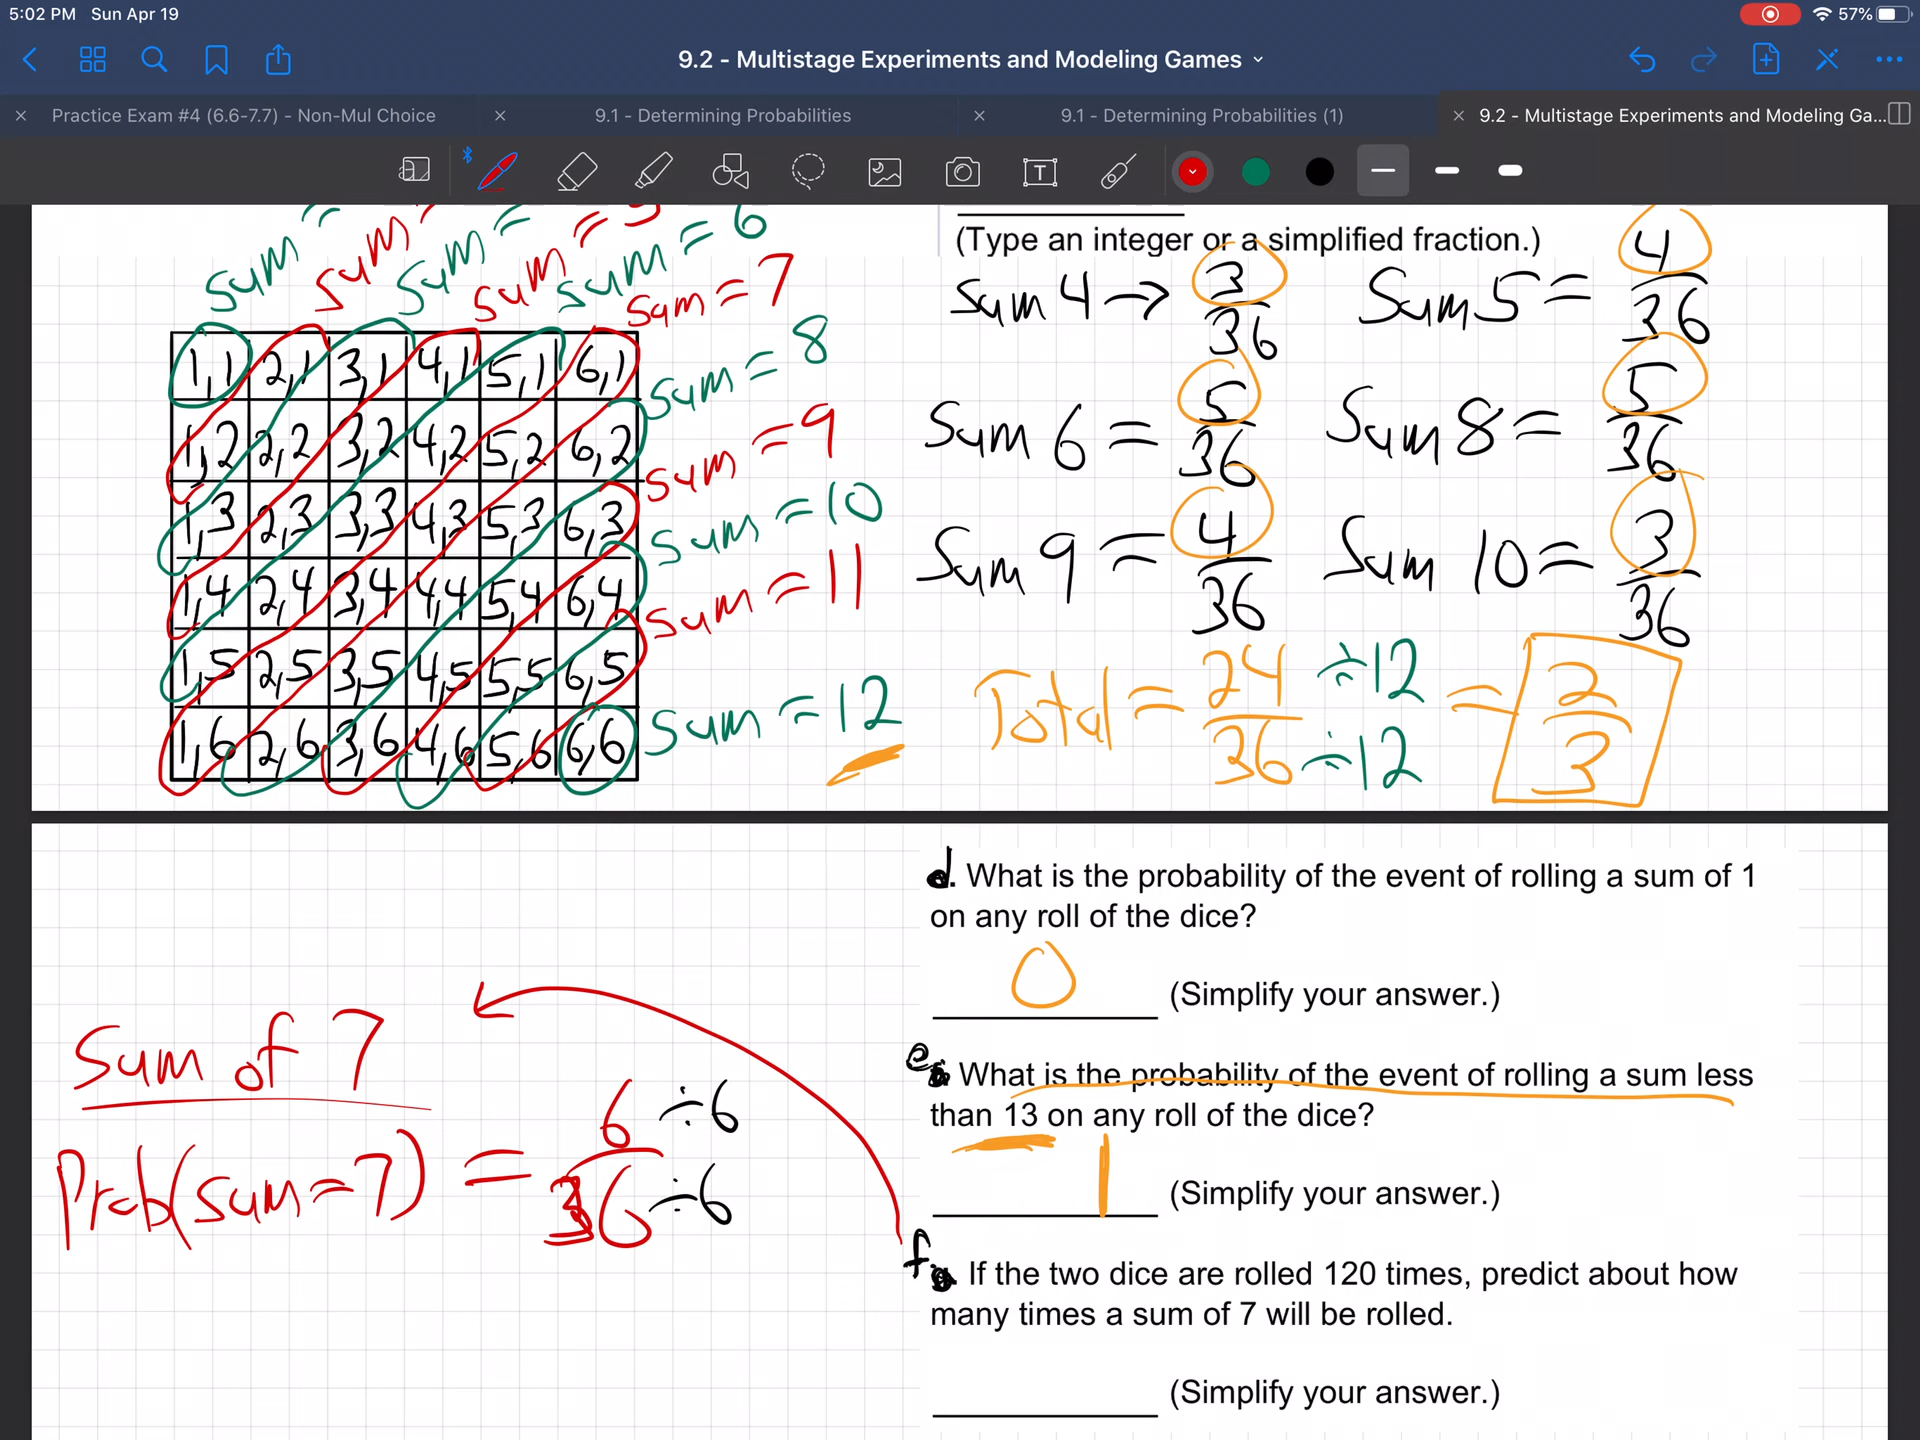 5:02 PM Sun Apr 19
57%
9.2 - Multistage Experiments and Modeling Games
Practice Exam #4 (6.6-7.7) - Non-Mul Choice
9.1 - Determining Probabilities
9.1 - Determining Probabilities (1)
9.2 - Multistage Experiments and Modeling Ga...
T
sum =
sum =
sum =
sum = 5
sum = 6
sum = 7
sum = 8
sum = 9
sum = 10
sum = 11
sum = 12
1,1 2,1 3,1 4,1 5,1 6,1
1,2 2,2 3,2 4,2 5,2 6,2
1,3 2,3 3,3 4,3 5,3 6,3
1,4 2,4 3,4 4,4 5,4 6,4
1,5 2,5 3,5 4,5 5,5 6,5
1,6 2,6 3,6 4,6 5,6 6,6
(Type an integer or a simplified fraction.)
Sum 4 → 3/36 Sum 5 = 4/36
Sum 6 = 5/36 Sum 8 = 5/36
Sum 9 = 4/36 Sum 10 = 3/36
Total = 24/36 ÷12/÷12 = 2/3
Sum of 7
Prob(sum=7) = 6/36 ÷6/÷6
d. What is the probability of the event of rolling a sum of 1
on any roll of the dice?
0 (Simplify your answer.)
e. What is the probability of the event of rolling a sum less
than 13 on any roll of the dice?
1 (Simplify your answer.)
f. If the two dice are rolled 120 times, predict about how
many times a sum of 7 will be rolled.
(Simplify your answer.)